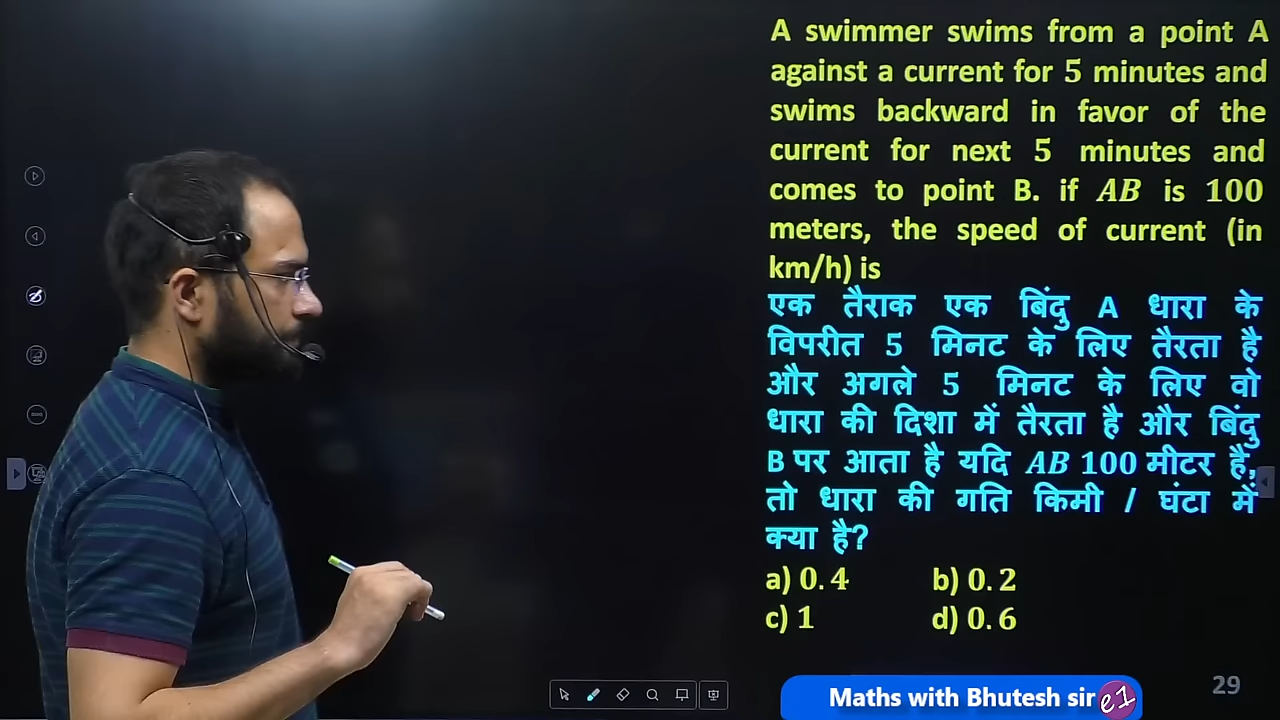 A swimmer swims from a point A
against a current for 5 minutes and
swims backward in favor of the
current for next 5 minutes and
comes to point B. if AB is 100
meters, the speed of current (in
km/h) is
एक तैराक एक बिंदु A धारा के
विपरीत 5 मिनट के लिए तैरता है
और अगले 5 मिनट के लिए वो
धारा की दिशा में तैरता है और बिंदु
B पर आता है यदि AB 100 मीटर है,
तो धारा की गति किमी / घंटा में
क्या है?
a) 0.4 b) 0.2
c) 1 d) 0.6
29
Maths with Bhutesh sir e1